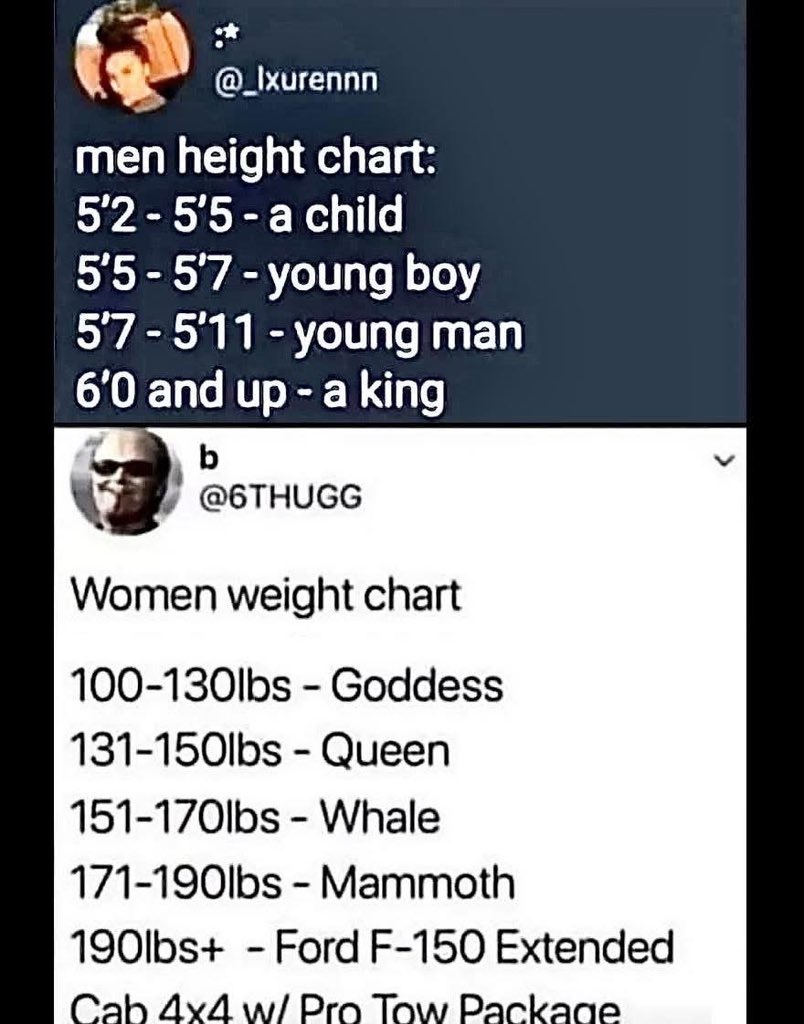 :*
@_lxurennn
men height chart:
5'2 - 5'5 - a child
5'5 - 5'7 - young boy
5'7 - 5'11 - young man
6'0 and up - a king
b
@6THUGG
Women weight chart
100-130lbs – Goddess
131-150lbs – Queen
151-170lbs – Whale
171-190lbs – Mammoth
190lbs+  - Ford F-150 Extended
Cab 4x4 w/ Pro Tow Package